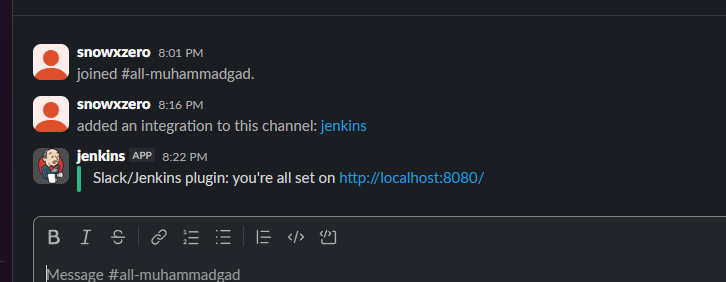 snowxzero 8:01 PM
joined #all-muhammadgad.
snowxzero 8:16 PM
added an integration to this channel: jenkins
jenkins APP 8:22 PM
Slack/Jenkins plugin: you're all set on http://localhost:8080/
Message #all-muhammadgad